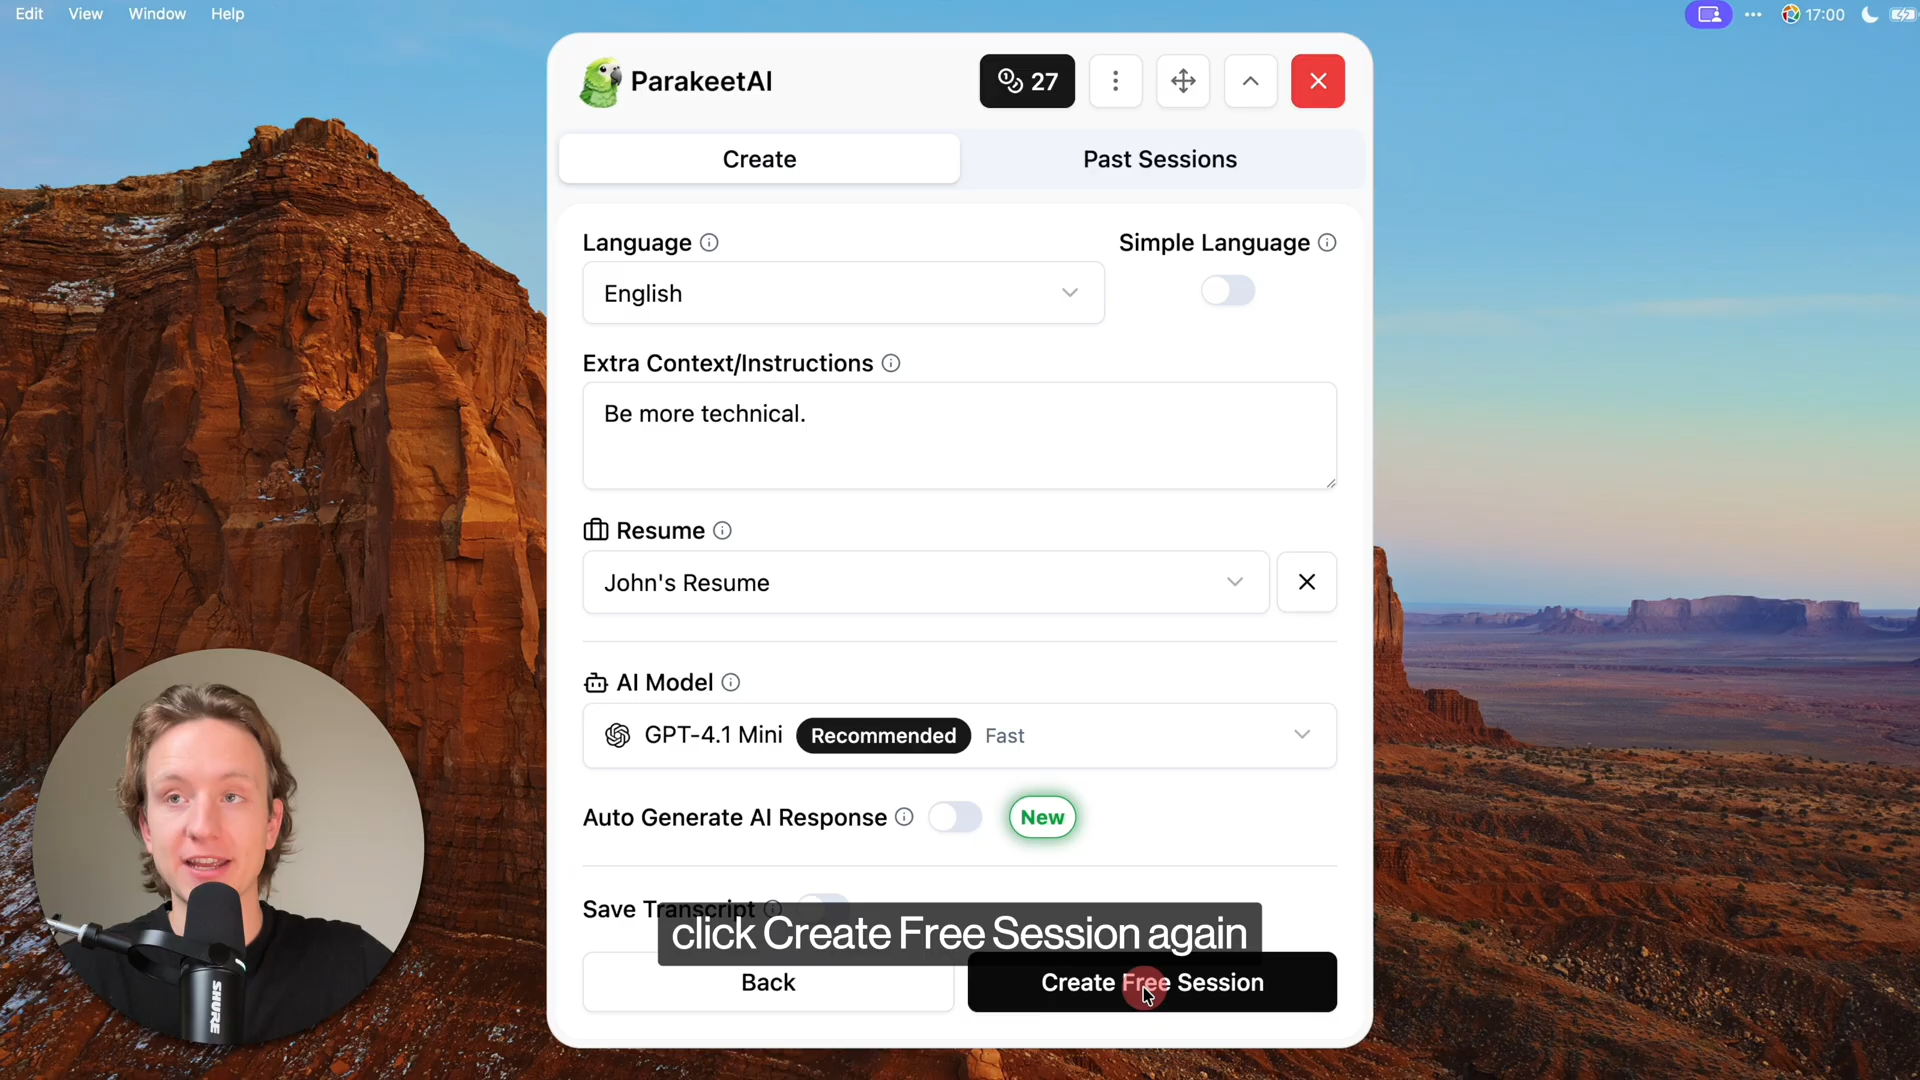 Edit View Window Help 17:00
ParakeetAI 27
Create Past Sessions
Language Simple Language
English
Extra Context/Instructions
Be more technical.
Resume
John's Resume
AI Model
GPT-4.1 Mini Recommended Fast
Auto Generate AI Response New
Save Transcript
click Create Free Session again
Back Create Free Session
SHURE